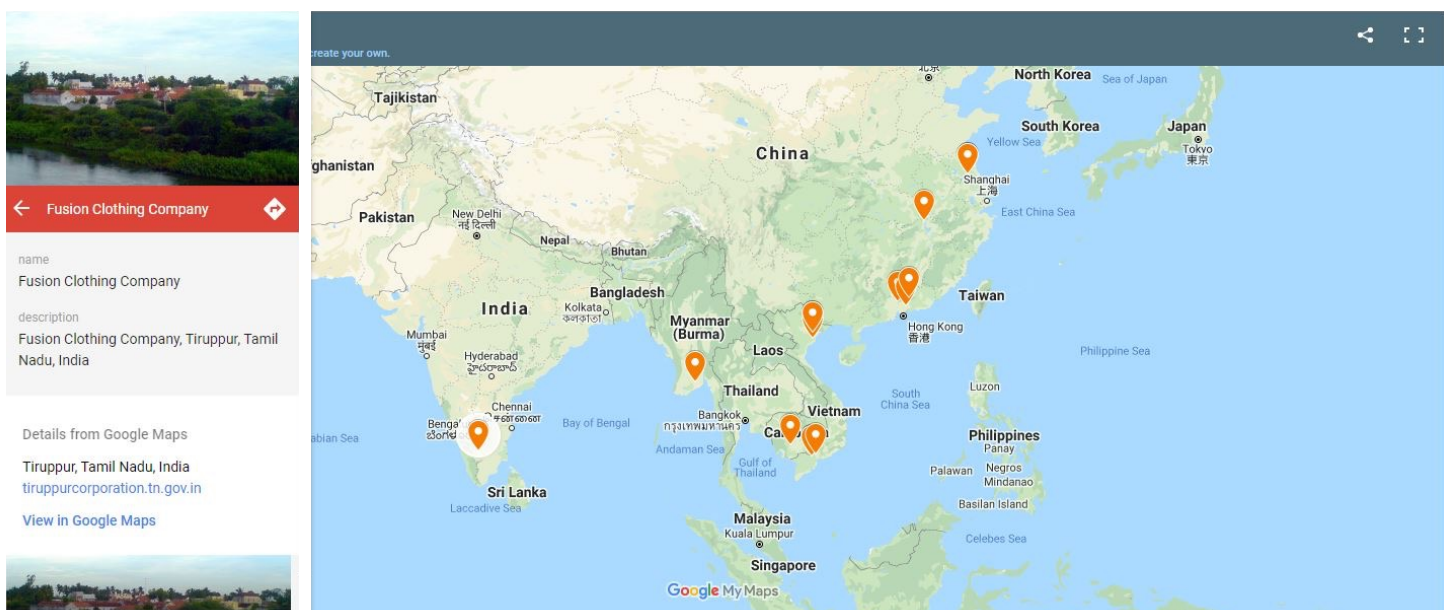 create your own.
Fusion Clothing Company
name
Fusion Clothing Company
description
Fusion Clothing Company, Tiruppur, Tamil
Nadu, India
Details from Google Maps
Tiruppur, Tamil Nadu, India
tiruppurcorporation.tn.gov.in
View in Google Maps
North Korea
Sea of Japan
Tajikistan
South Korea
Japan
Tokyo
東京
Yellow Sea
China
Shanghai
上海
East China Sea
Pakistan
New Delhi
नई दिल्ली
Nepal
Bhutan
Bangladesh
India
Kolkata
Taiwan
Myanmar
(Burma)
Hong Kong
香港
Mumbai
मुंबई
Hyderabad
హైదరాబాద్
Laos
Philippine Sea
Thailand
South
China Sea
Luzon
Vietnam
Chennai
சென்னை
Bay of Bengal
Bangkok
กรุงเทพมหานคร
Philippines
Panay
Andaman Sea
Gulf of
Thailand
Palawan
Negros
Mindanao
Sri Lanka
Laccadive Sea
Basilan Island
Malaysia
Kuala Lumpur
Celebes Sea
Singapore
Google My Maps